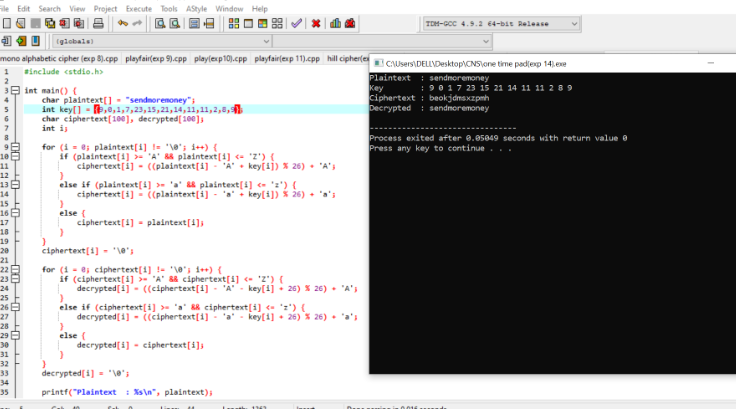 File Edit Search View Project Execute Tools AStyle Window Help
TDM-GCC 4.9.2 64-bit Release
(globals)
mono alphabetic cipher (exp 8).cpp playfair(exp 9).cpp play(exp10).cpp playfair(exp 11).cpp hill cipher(ex
1 #include <stdio.h>
2
3 int main() {
4 char plaintext[] = "sendmoremoney";
5 int key[] = {9,0,1,7,23,15,21,14,11,11,2,8,9};
6 char ciphertext[100], decrypted[100];
7 int i;
8
9 for (i = 0; plaintext[i] != '\0'; i++) {
10 if (plaintext[i] >= 'A' && plaintext[i] <= 'Z') {
11 ciphertext[i] = ((plaintext[i] - 'A' + key[i]) % 26) + 'A';
12 }
13 else if (plaintext[i] >= 'a' && plaintext[i] <= 'z') {
14 ciphertext[i] = ((plaintext[i] - 'a' + key[i]) % 26) + 'a';
15 }
16 else {
17 ciphertext[i] = plaintext[i];
18 }
19 }
20 ciphertext[i] = '\0';
21
22 for (i = 0; ciphertext[i] != '\0'; i++) {
23 if (ciphertext[i] >= 'A' && ciphertext[i] <= 'Z') {
24 decrypted[i] = ((ciphertext[i] - 'A' - key[i] + 26) % 26) + 'A';
25 }
26 else if (ciphertext[i] >= 'a' && ciphertext[i] <= 'z') {
27 decrypted[i] = ((ciphertext[i] - 'a' - key[i] + 26) % 26) + 'a';
28 }
29 else {
30 decrypted[i] = ciphertext[i];
31 }
32 }
33 decrypted[i] = '\0';
34
35 printf("Plaintext : %s\n", plaintext);
C:\Users\DELL\Desktop\CNS\one time pad(exp 14).exe
Plaintext : sendmoremoney
Key : 9 0 1 7 23 15 21 14 11 11 2 8 9
Ciphertext : beokjdmsxzpmh
Decrypted : sendmoremoney
--------------------------------
Process exited after 0.05049 seconds with return value 0
Press any key to continue . . .